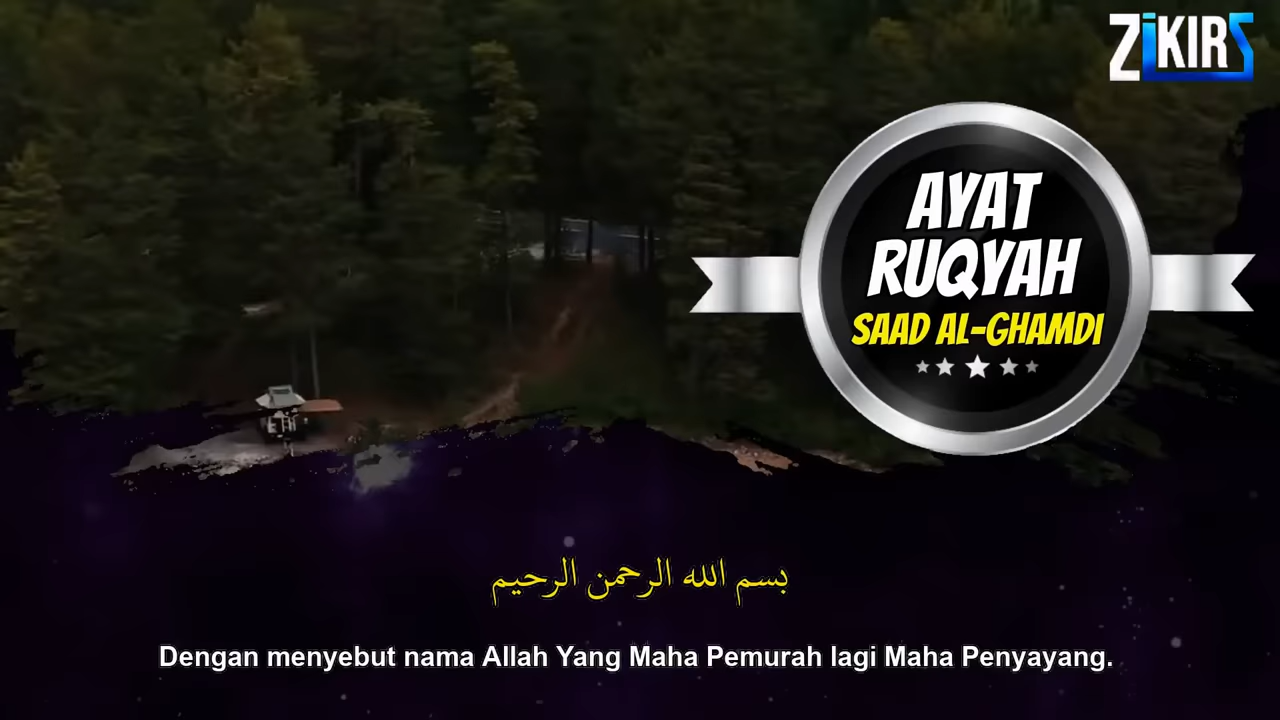 ZiKIRS
AYAT
RUQYAH
SAAD AL-GHAMDI
بسم الله الرحمن الرحيم
Dengan menyebut nama Allah Yang Maha Pemurah lagi Maha Penyayang.